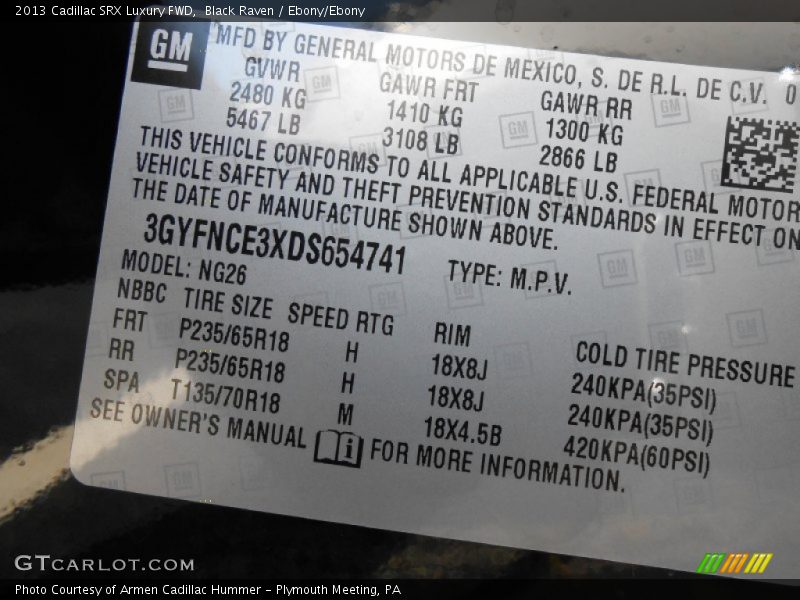 2013 Cadillac SRX Luxury FWD, Black Raven / Ebony/Ebony
GM
MFD BY GENERAL MOTORS DE MEXICO, S. DE R.L. DE C.V. 0
GVWR GAWR FRT GAWR RR
2480 KG 1410 KG 1300 KG
5467 LB 3108 LB 2866 LB
THIS VEHICLE CONFORMS TO ALL APPLICABLE U.S. FEDERAL MOTOR
VEHICLE SAFETY AND THEFT PREVENTION STANDARDS IN EFFECT ON
THE DATE OF MANUFACTURE SHOWN ABOVE.
3GYFNCE3XDS654741 TYPE: M.P.V.
MODEL: NG26
NBBC TIRE SIZE SPEED RTG RIM COLD TIRE PRESSURE
FRT P235/65R18 H 18X8J 240KPA(35PSI)
RR P235/65R18 H 18X8J 240KPA(35PSI)
SPA T135/70R18 M 18X4.5B 420KPA(60PSI)
SEE OWNER'S MANUAL FOR MORE INFORMATION.
GTCARLOT.COM
Photo Courtesy of Armen Cadillac Hummer - Plymouth Meeting, PA